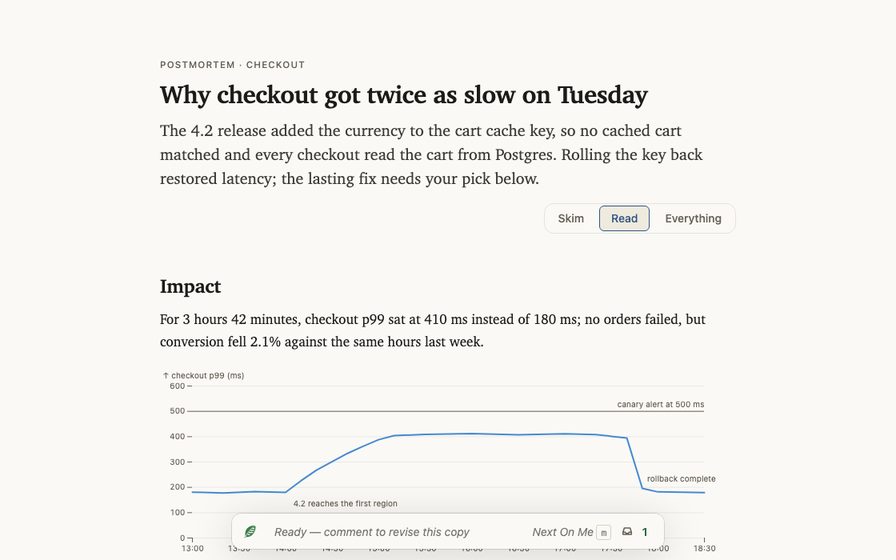 POSTMORTEM · CHECKOUT
Why checkout got twice as slow on Tuesday
The 4.2 release added the currency to the cart cache key, so no cached cart
matched and every checkout read the cart from Postgres. Rolling the key back
restored latency; the lasting fix needs your pick below.
Skim Read Everything
Impact
For 3 hours 42 minutes, checkout p99 sat at 410 ms instead of 180 ms; no orders failed, but
conversion fell 2.1% against the same hours last week.
↑ checkout p99 (ms)
600
canary alert at 500 ms
500
400
300
rollback complete
200
4.2 reaches the first region
100
Ready — comment to revise this copy Next On Me m 1
0
13:00 18:30